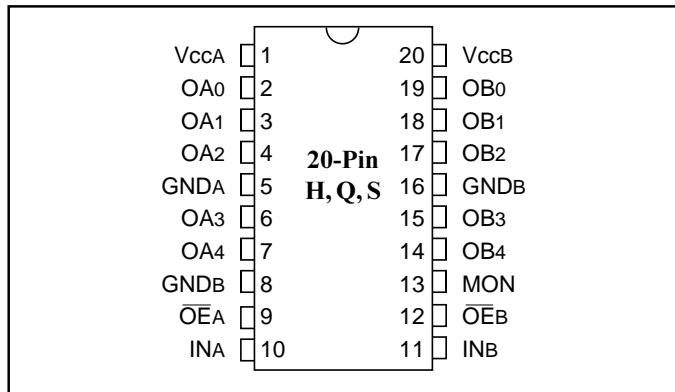 VccA 1 20 VccB
OA0 2 19 OB0
OA1 3 18 OB1
OA2 4 17 OB2
20-Pin
GNDA 5 16 GNDB
H, Q, S
OA3 6 15 OB3
OA4 7 14 OB4
GNDB 8 13 MON
O̅E̅A 9 12 O̅E̅B
INA 10 11 INB